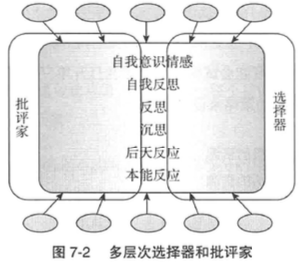 自我意识情感
自我反思
反思
沉思
后天反应
本能反应
批评家
选择器
图 7-2 多层次选择器和批评家